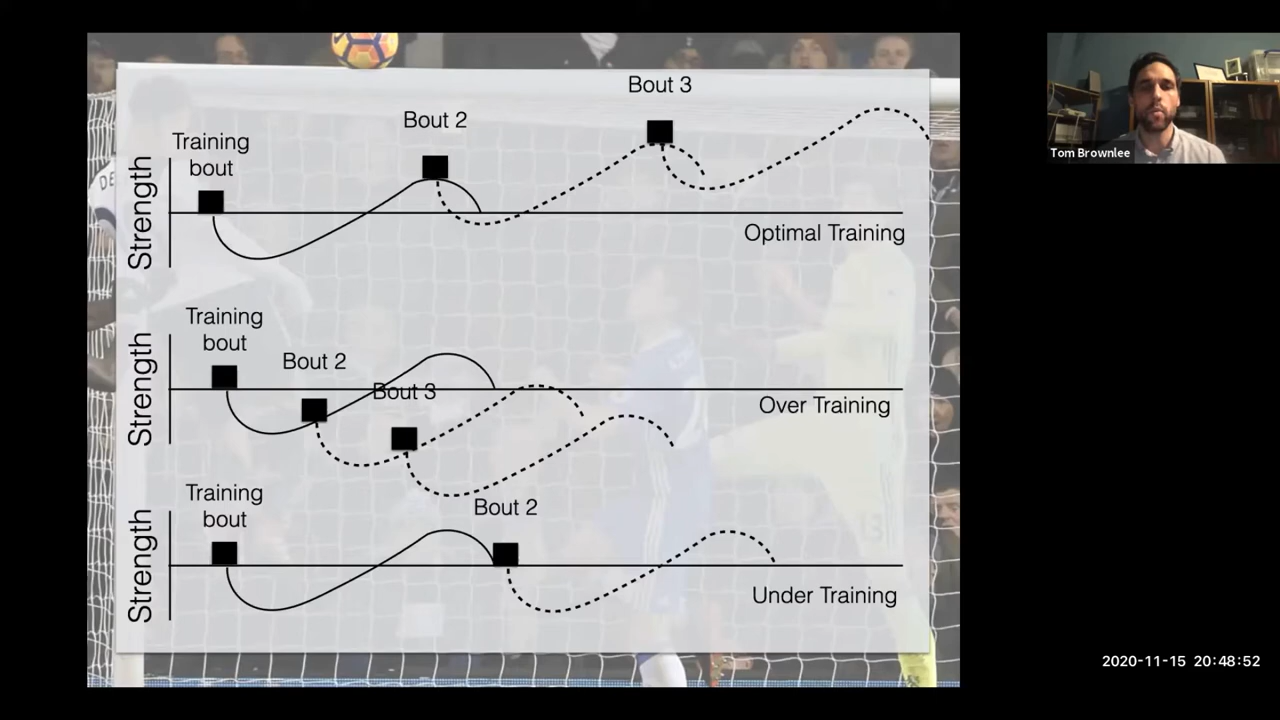 Bout 3
Bout 2
Training
bout
Strength
Optimal Training
Training
bout
Bout 2
Bout 3
Strength
Over Training
Training
bout
Bout 2
Strength
Under Training
Tom Brownlee
2020-11-15 20:48:52